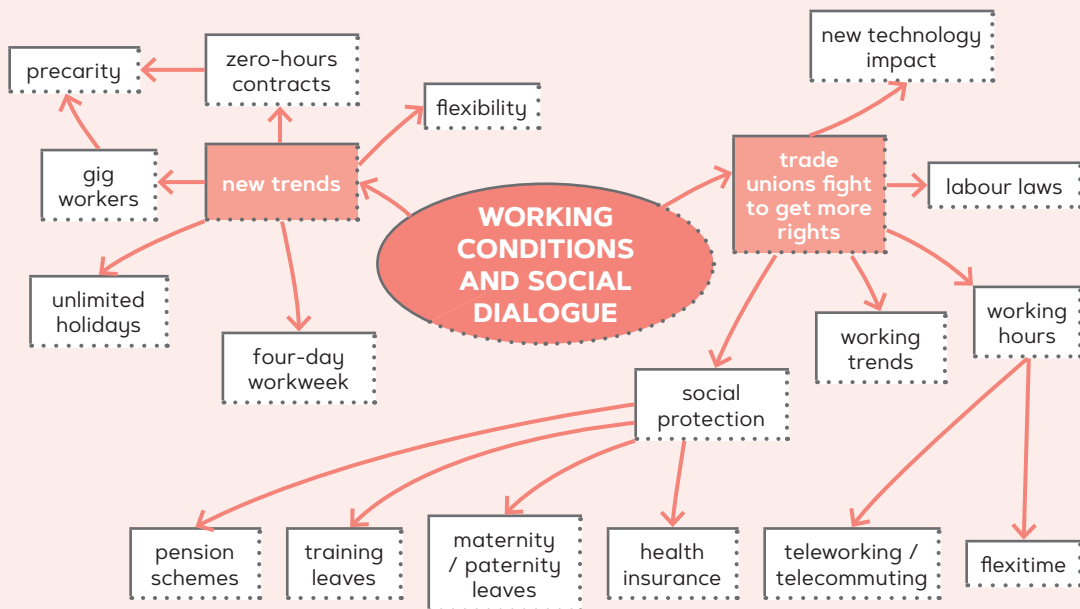 new technology
impact
zero-hours
contracts
precarity
flexibility
trade
unions fight
to get more
rights
gig
workers
new trends
labour laws
WORKING
CONDITIONS
AND SOCIAL
DIALOGUE
unlimited
holidays
working
hours
four-day
workweek
working
trends
social
protection
pension
schemes
training
leaves
maternity
/ paternity
leaves
health
insurance
teleworking /
telecommuting
flexitime